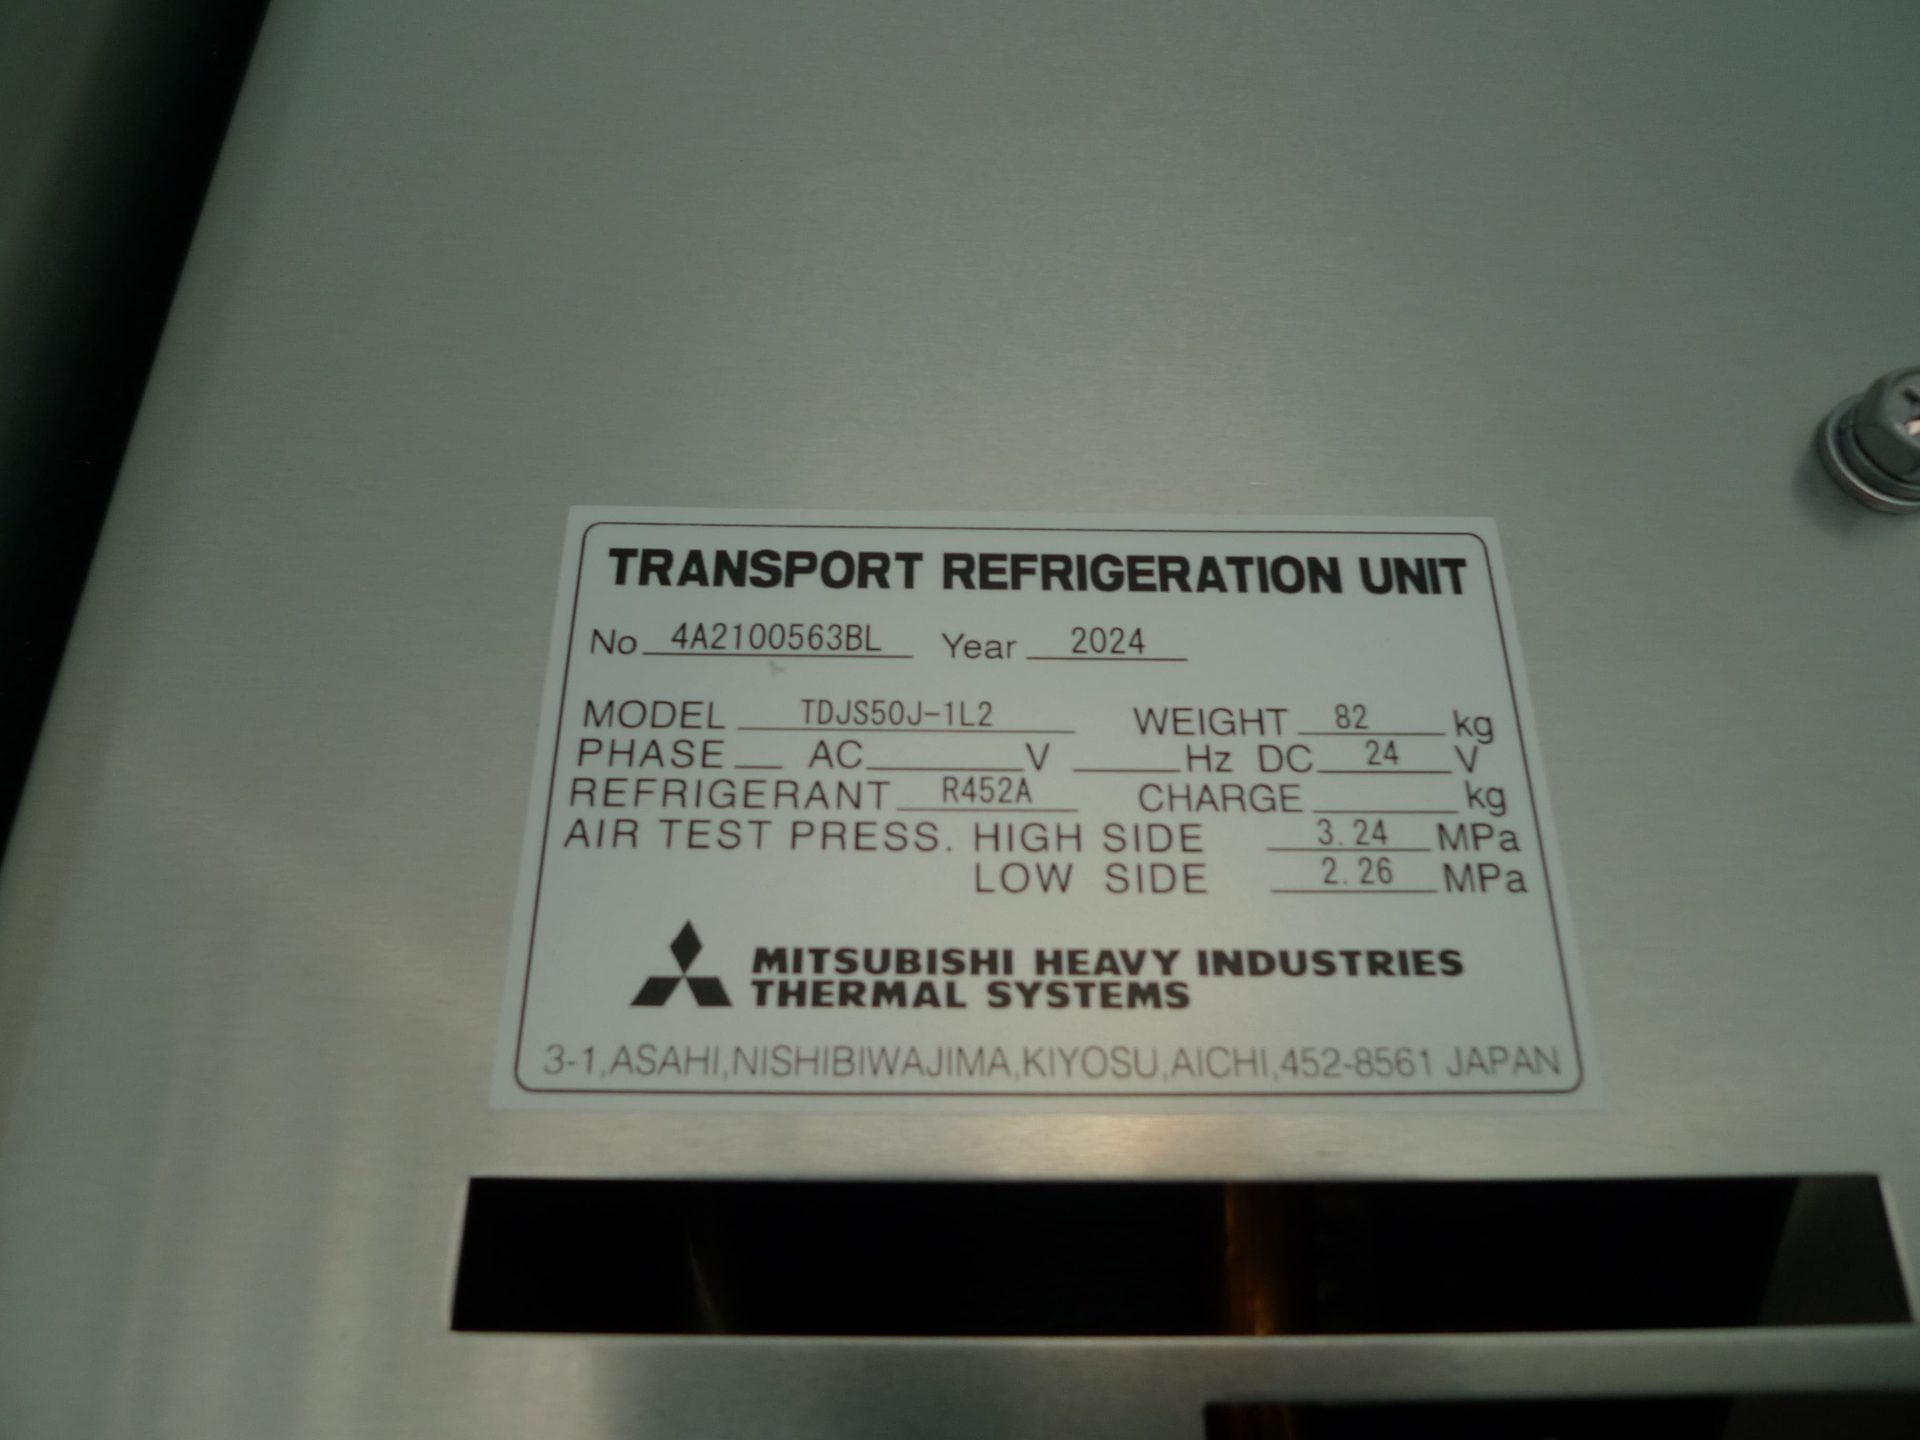 TRANSPORT REFRIGERATION UNIT
No 4A2100563BL Year 2024
MODEL TDJS50J-1L2 WEIGHT 82 kg
PHASE AC V Hz DC 24 V
REFRIGERANT R452A CHARGE kg
AIR TEST PRESS. HIGH SIDE 3.24 MPa
LOW SIDE 2.26 MPa
MITSUBISHI HEAVY INDUSTRIES
THERMAL SYSTEMS
3-1,ASAHI,NISHIBIWAJIMA,KIYOSU,AICHI,452-8561 JAPAN